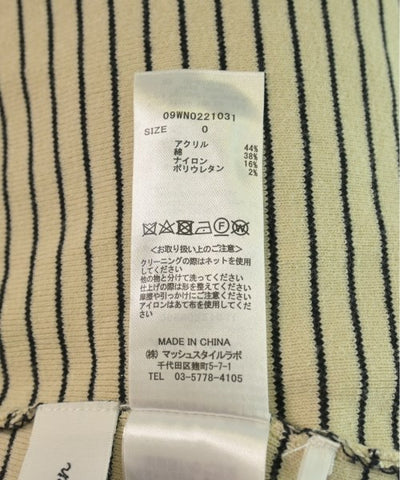 09WNO221031
SIZE 0
アクリル 44%
綿 38%
ナイロン 16%
ポリウレタン 2%
<お取り扱い上のご注意>
クリーニングの際はネットを使用
してください
他の物と分けて洗ってください
仕上げの際は形を整えてください
摩擦や引っかけにご注意ください
アイロンはあて布を使用してください
MADE IN CHINA
(株) マッシュスタイルラボ
千代田区麹町5-7-1
TEL 03-5778-4105